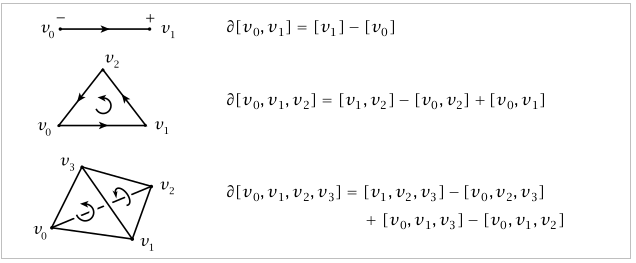 − +
v₀ v₁ ∂[v₀, v₁] = [v₁] − [v₀]
v₂
∂[v₀, v₁, v₂] = [v₁, v₂] − [v₀, v₂] + [v₀, v₁]
v₀ v₁
v₃
v₂ ∂[v₀, v₁, v₂, v₃] = [v₁, v₂, v₃] − [v₀, v₂, v₃]
+ [v₀, v₁, v₃] − [v₀, v₁, v₂]
v₀
v₁